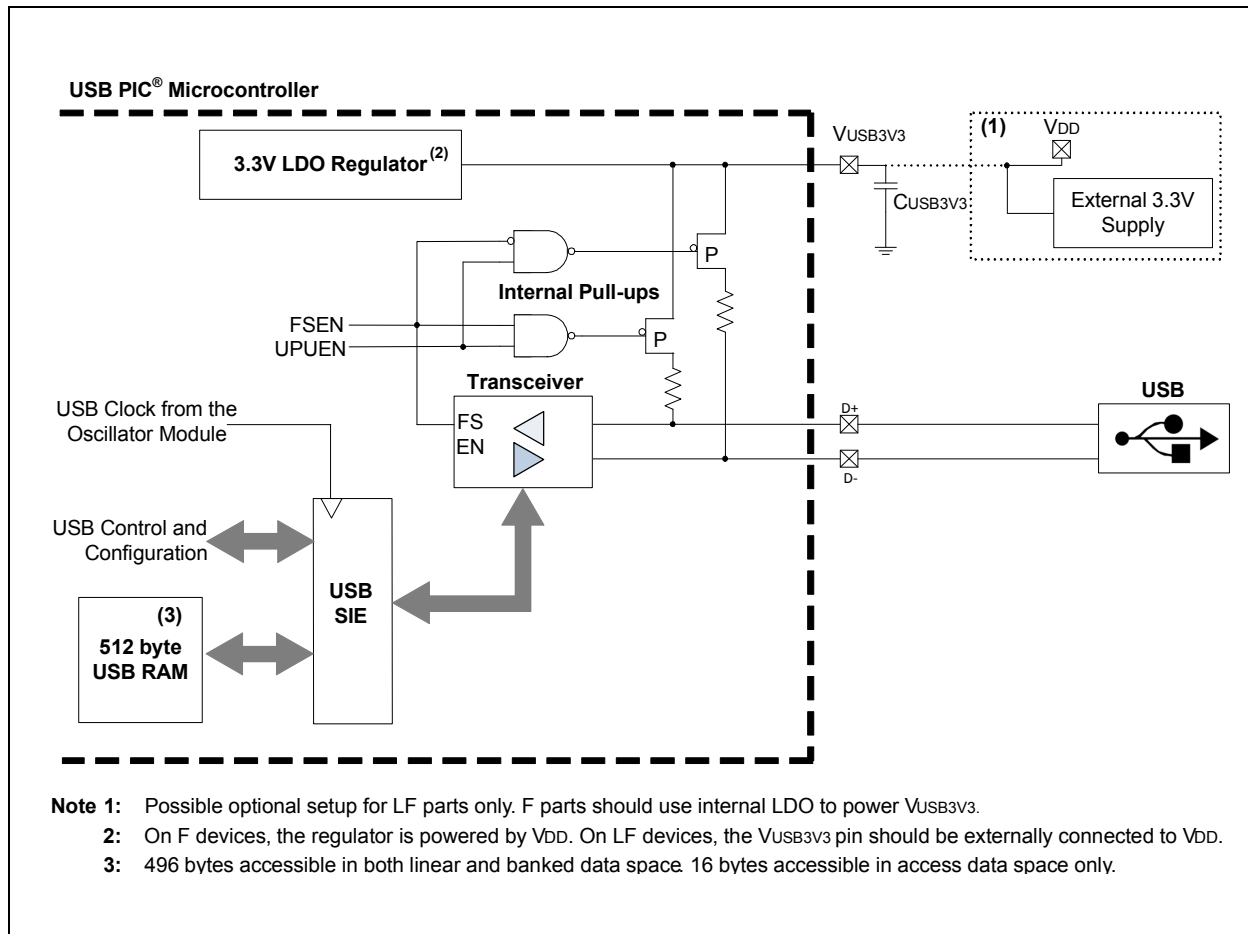 USB PIC® Microcontroller
3.3V LDO Regulator (2)
VUSB3V3
(1)
VDD
CUSB3V3
External 3.3V
Supply
P
Internal Pull-ups
FSEN
UPUEN
P
Transceiver
USB
USB Clock from the
Oscillator Module
FS
EN
D+
D-
USB Control and
Configuration
USB
SIE
(3)
512 byte
USB RAM
Note 1: Possible optional setup for LF parts only. F parts should use internal LDO to power VUSB3V3.
2: On F devices, the regulator is powered by VDD. On LF devices, the VUSB3V3 pin should be externally connected to VDD.
3: 496 bytes accessible in both linear and banked data space. 16 bytes accessible in access data space only.